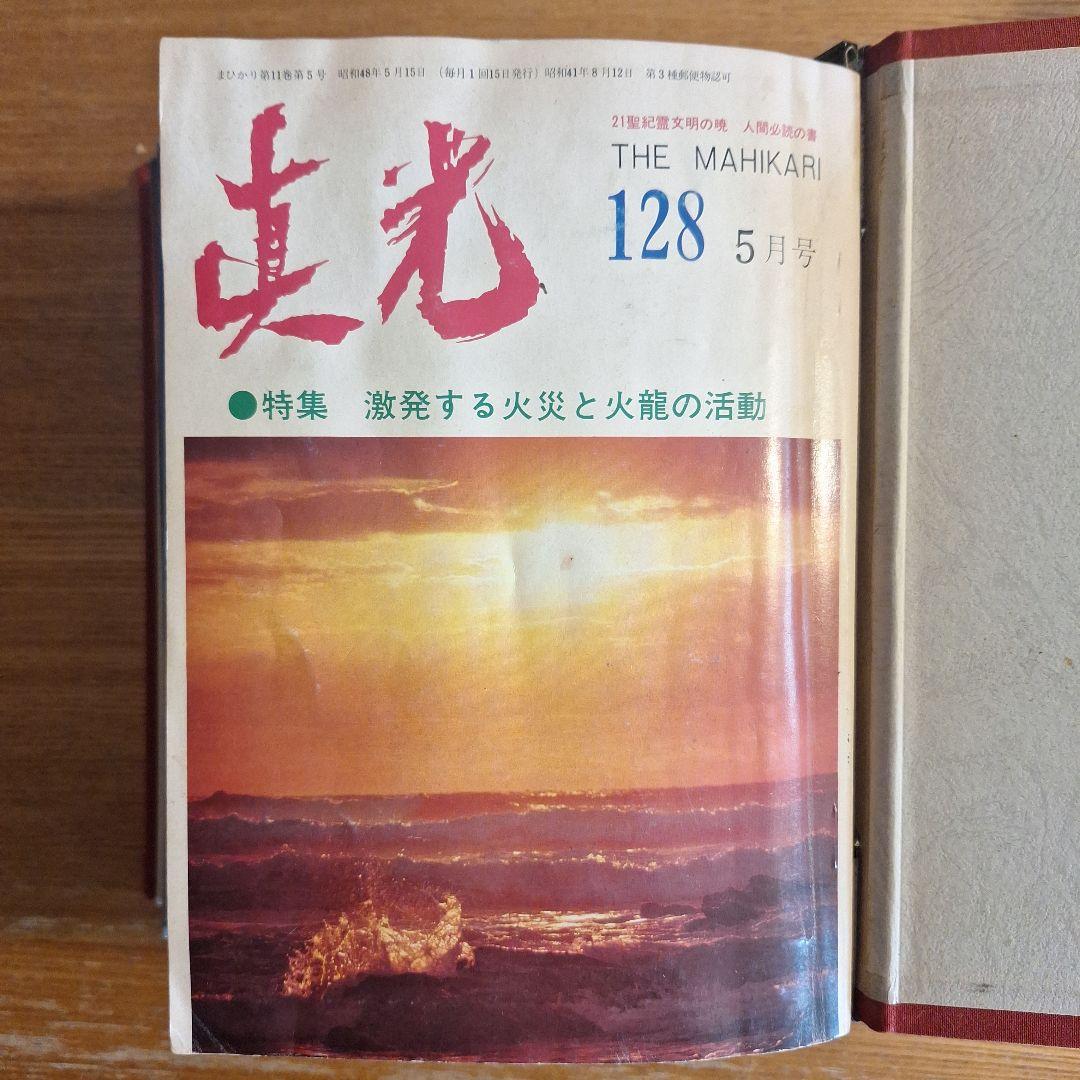 まひかり第11巻第5号 昭和48年5月15日 (毎月1回15日発行) 昭和41年8月12日 第3種郵便物認可
21聖紀霊文明の暁 人間必読の書
THE MAHIKARI
真光
128 5月号
●特集 激発する火災と火龍の活動